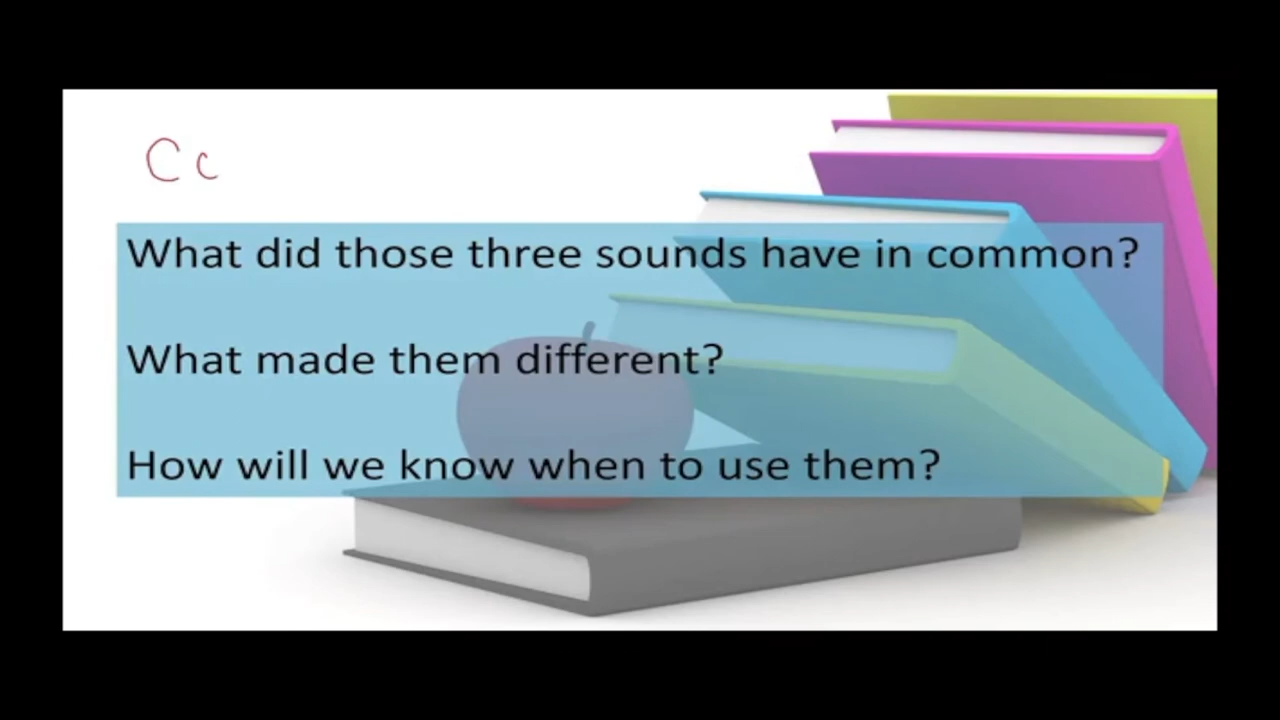 C c
What did those three sounds have in common?
What made them different?
How will we know when to use them?